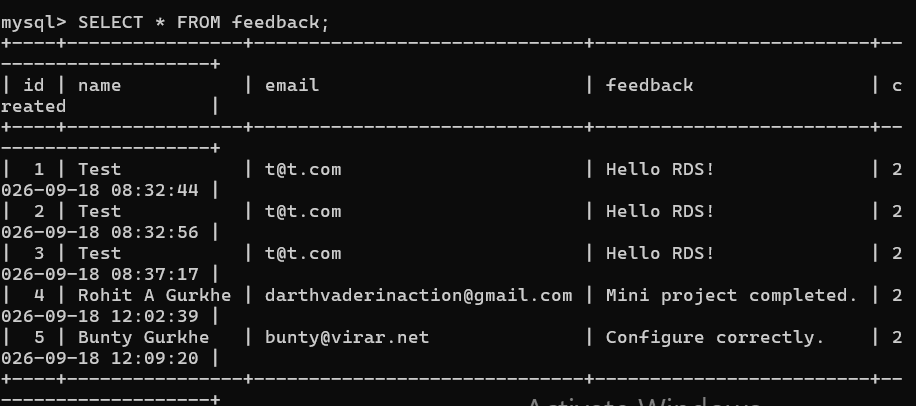 mysql> SELECT * FROM feedback;
+----+-----------------+--------------------------------+---------------------------+--
--------------------+
| id | name            | email                          | feedback                  | c
reated              |
+----+-----------------+--------------------------------+---------------------------+--
--------------------+
|  1 | Test            | t@t.com                        | Hello RDS!                | 2
026-09-18 08:32:44 |
|  2 | Test            | t@t.com                        | Hello RDS!                | 2
026-09-18 08:32:56 |
|  3 | Test            | t@t.com                        | Hello RDS!                | 2
026-09-18 08:37:17 |
|  4 | Rohit A Gurkhe | darthvaderinaction@gmail.com | Mini project completed. | 2
026-09-18 12:02:39 |
|  5 | Bunty Gurkhe   | bunty@virar.net                | Configure correctly.    | 2
026-09-18 12:09:20 |
+----+-----------------+--------------------------------+---------------------------+--
--------------------+
Activate Windows